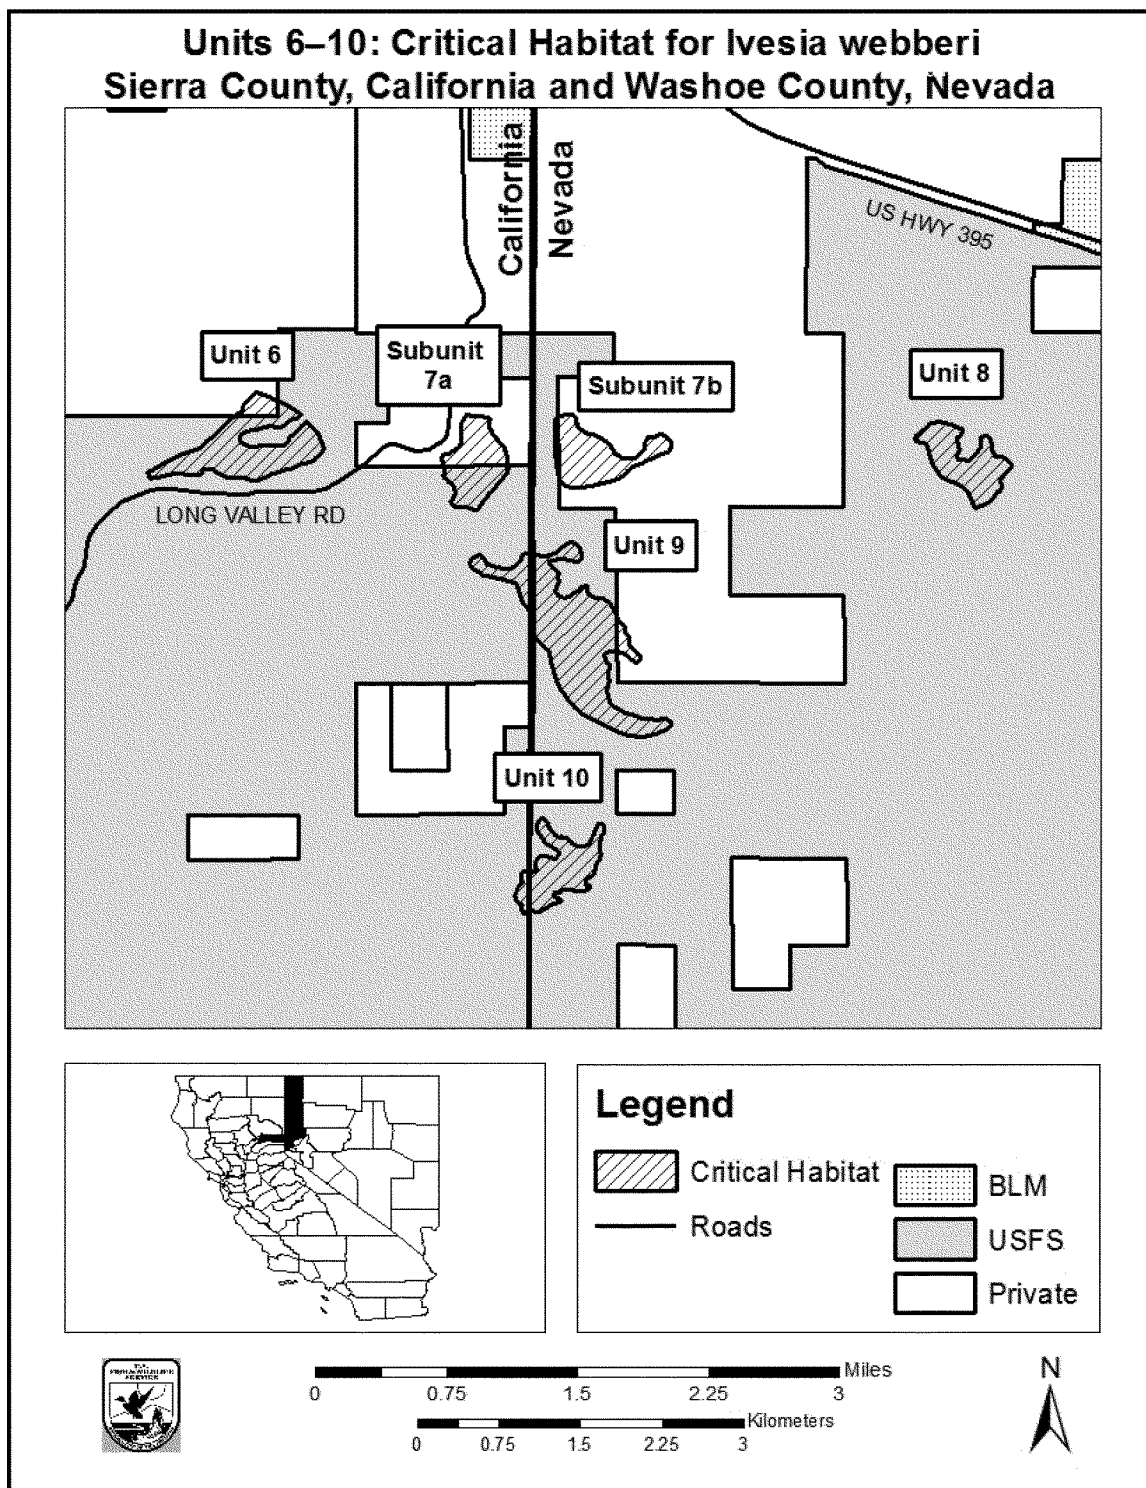 Units 6–10: Critical Habitat for Ivesia webberi
Sierra County, California and Washoe County, Nevada
California
Nevada
US HWY 395
Unit 6
Subunit
7a
Subunit 7b
Unit 8
LONG VALLEY RD
Unit 9
Unit 10
Legend
Critical Habitat
Roads
BLM
USFS
Private
U.S.
FISH & WILDLIFE
SERVICE
Miles
0 0.75 1.5 2.25 3
Kilometers
0 0.75 1.5 2.25 3
N